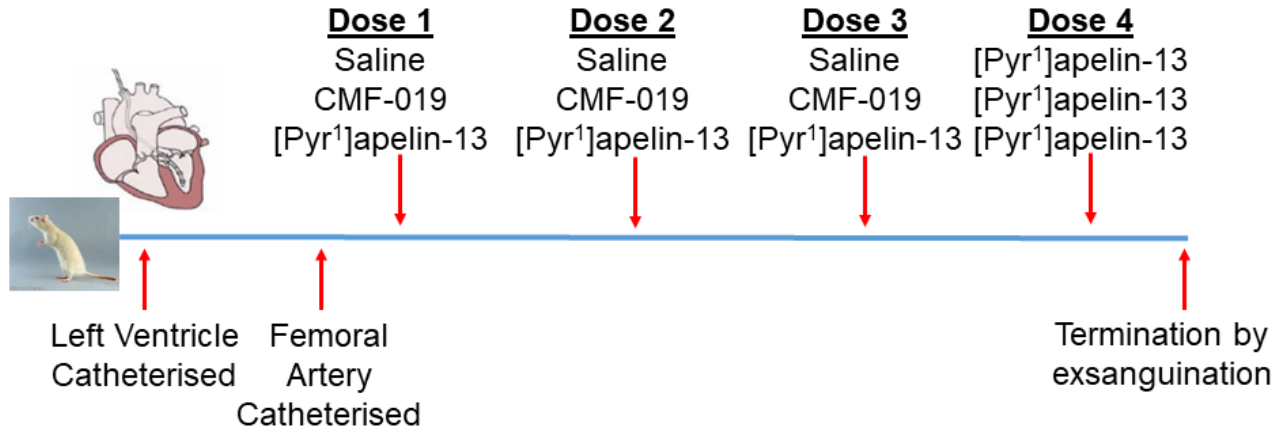 Dose 1
Saline
CMF-019
[Pyr¹]apelin-13
Dose 2
Saline
CMF-019
[Pyr¹]apelin-13
Dose 3
Saline
CMF-019
[Pyr¹]apelin-13
Dose 4
[Pyr¹]apelin-13
[Pyr¹]apelin-13
[Pyr¹]apelin-13
Left Ventricle
Catheterised
Femoral
Artery
Catheterised
Termination by
exsanguination